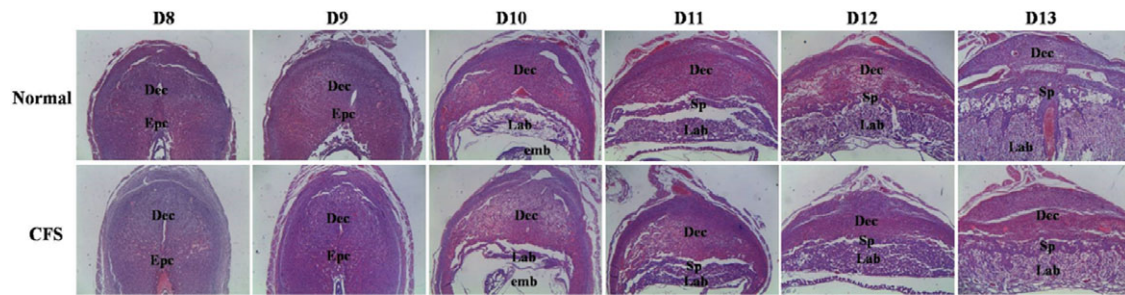 D8 D9 D10 D11 D12 D13
Normal
Dec
Epc
Dec
Epc
Dec
Lab
emb
Dec
Sp
Lab
Dec
Sp
Lab
Dec
Sp
Lab
CFS
Dec
Epc
Dec
Epc
Dec
Lab
emb
Dec
Sp
Lab
Dec
Sp
Lab
Dec
Sp
Lab